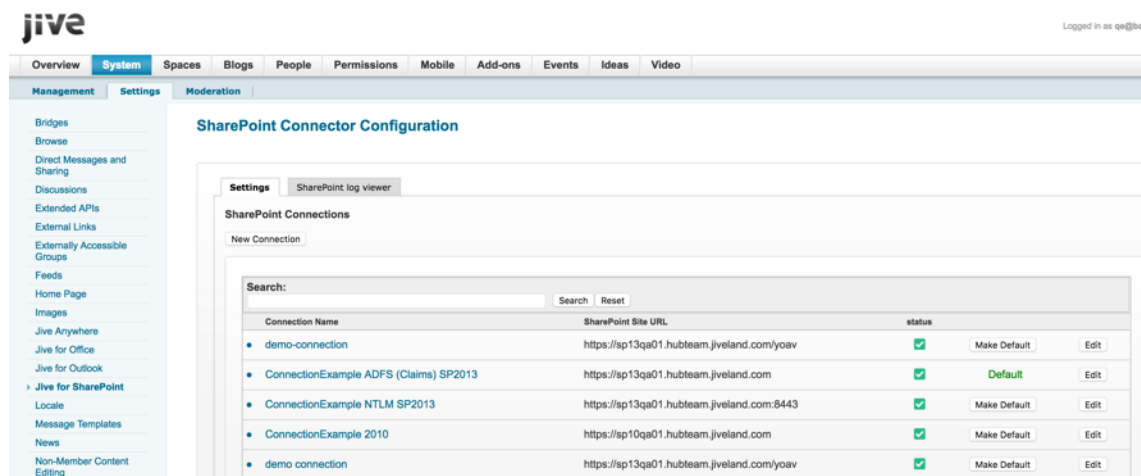 jive
Logged in as qe@ba
Overview System Spaces Blogs People Permissions Mobile Add-ons Events Ideas Video
Management Settings Moderation
Bridges
Browse
Direct Messages and
Sharing
Discussions
Extended APIs
External Links
Externally Accessible
Groups
Feeds
Home Page
Images
Jive Anywhere
Jive for Office
Jive for Outlook
Jive for SharePoint
Locale
Message Templates
News
Non-Member Content
Editing
SharePoint Connector Configuration
Settings SharePoint log viewer
SharePoint Connections
New Connection
Search:
Search Reset
Connection Name SharePoint Site URL status
demo-connection https://sp13qa01.hubteam.jiveland.com/yoav Make Default Edit
ConnectionExample ADFS (Claims) SP2013 https://sp13qa01.hubteam.jiveland.com Default Edit
ConnectionExample NTLM SP2013 https://sp13qa01.hubteam.jiveland.com:8443 Make Default Edit
ConnectionExample 2010 https://sp10qa01.hubteam.jiveland.com Make Default Edit
demo connection https://sp13qa01.hubteam.jiveland.com/yoav Make Default Edit